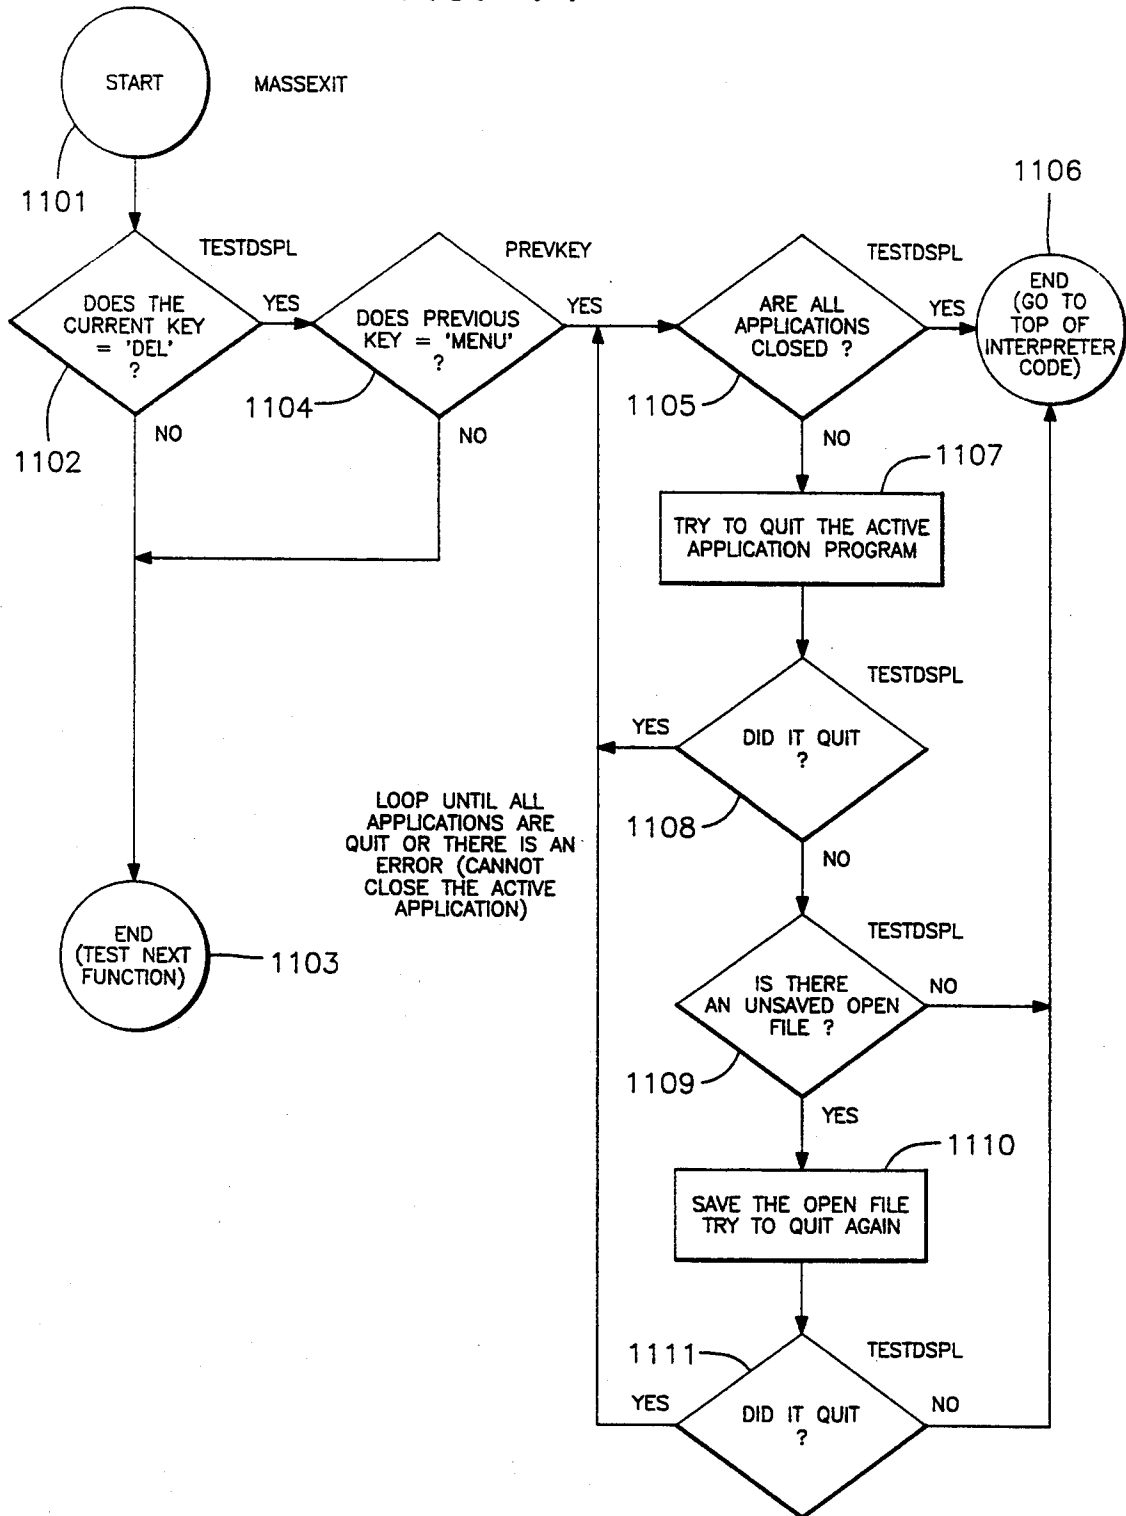 START
MASSEXIT
1101
1106
TESTDSPL
PREVKEY
TESTDSPL
DOES THE
CURRENT KEY
= 'DEL'
?
YES
DOES PREVIOUS
KEY = 'MENU'
?
YES
ARE ALL
APPLICATIONS
CLOSED ?
YES
END
(GO TO
TOP OF
INTERPRETER
CODE)
1102
NO
1104
NO
1105
NO
1107
TRY TO QUIT THE ACTIVE
APPLICATION PROGRAM
TESTDSPL
YES
DID IT QUIT
?
1108
NO
LOOP UNTIL ALL
APPLICATIONS ARE
QUIT OR THERE IS AN
ERROR (CANNOT
CLOSE THE ACTIVE
APPLICATION)
END
(TEST NEXT
FUNCTION)
1103
TESTDSPL
IS THERE
AN UNSAVED OPEN
FILE ?
NO
1109
YES
1110
SAVE THE OPEN FILE
TRY TO QUIT AGAIN
1111
TESTDSPL
YES
DID IT QUIT
?
NO